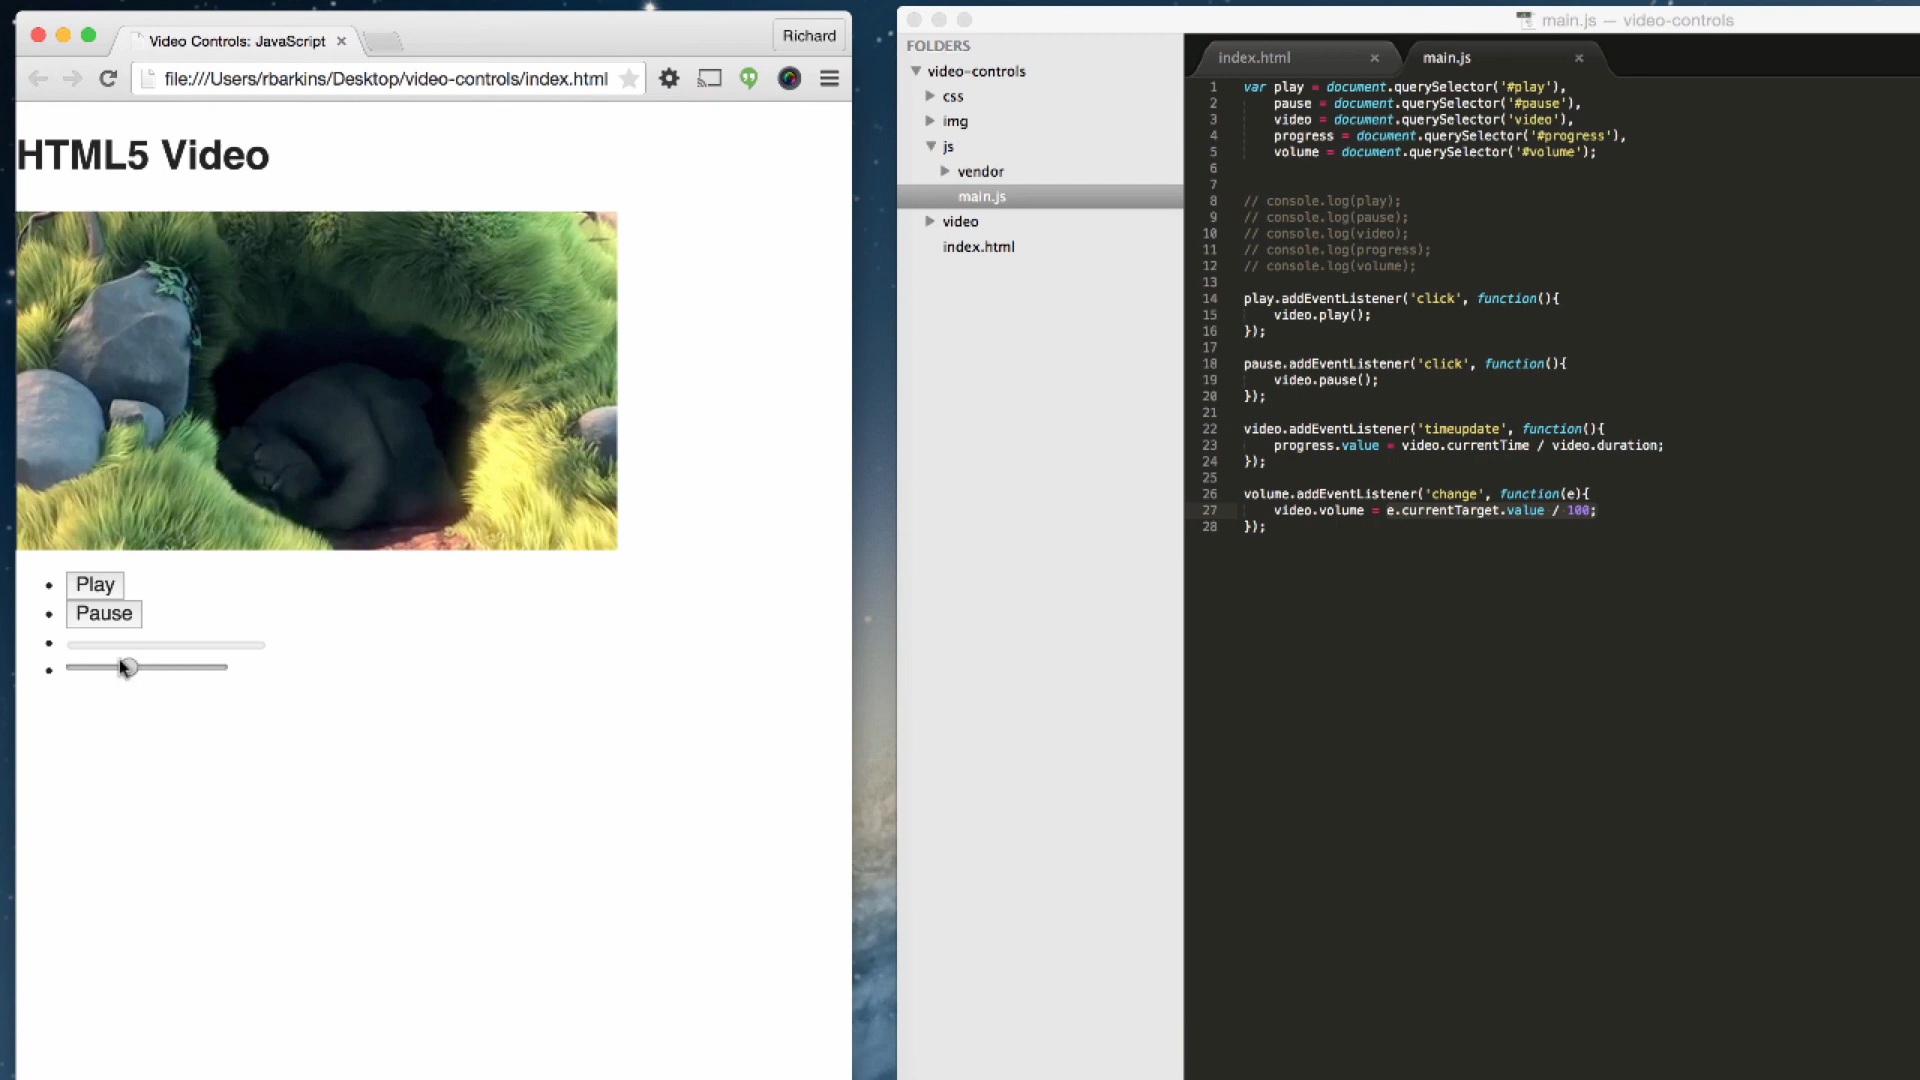 Video Controls: JavaScript
Richard
file:///Users/rbarkins/Desktop/video-controls/index.html
HTML5 Video
Play
Pause
main.js — video-controls
FOLDERS
video-controls
css
img
js
vendor
main.js
video
index.html
index.html
main.js
1 var play = document.querySelector('#play'),
2 pause = document.querySelector('#pause'),
3 video = document.querySelector('video'),
4 progress = document.querySelector('#progress'),
5 volume = document.querySelector('#volume');
6
7
8 // console.log(play);
9 // console.log(pause);
10 // console.log(video);
11 // console.log(progress);
12 // console.log(volume);
13
14 play.addEventListener('click', function(){
15 video.play();
16 });
17
18 pause.addEventListener('click', function(){
19 video.pause();
20 });
21
22 video.addEventListener('timeupdate', function(){
23 progress.value = video.currentTime / video.duration;
24 });
25
26 volume.addEventListener('change', function(e){
27 video.volume = e.currentTarget.value / 100;
28 });